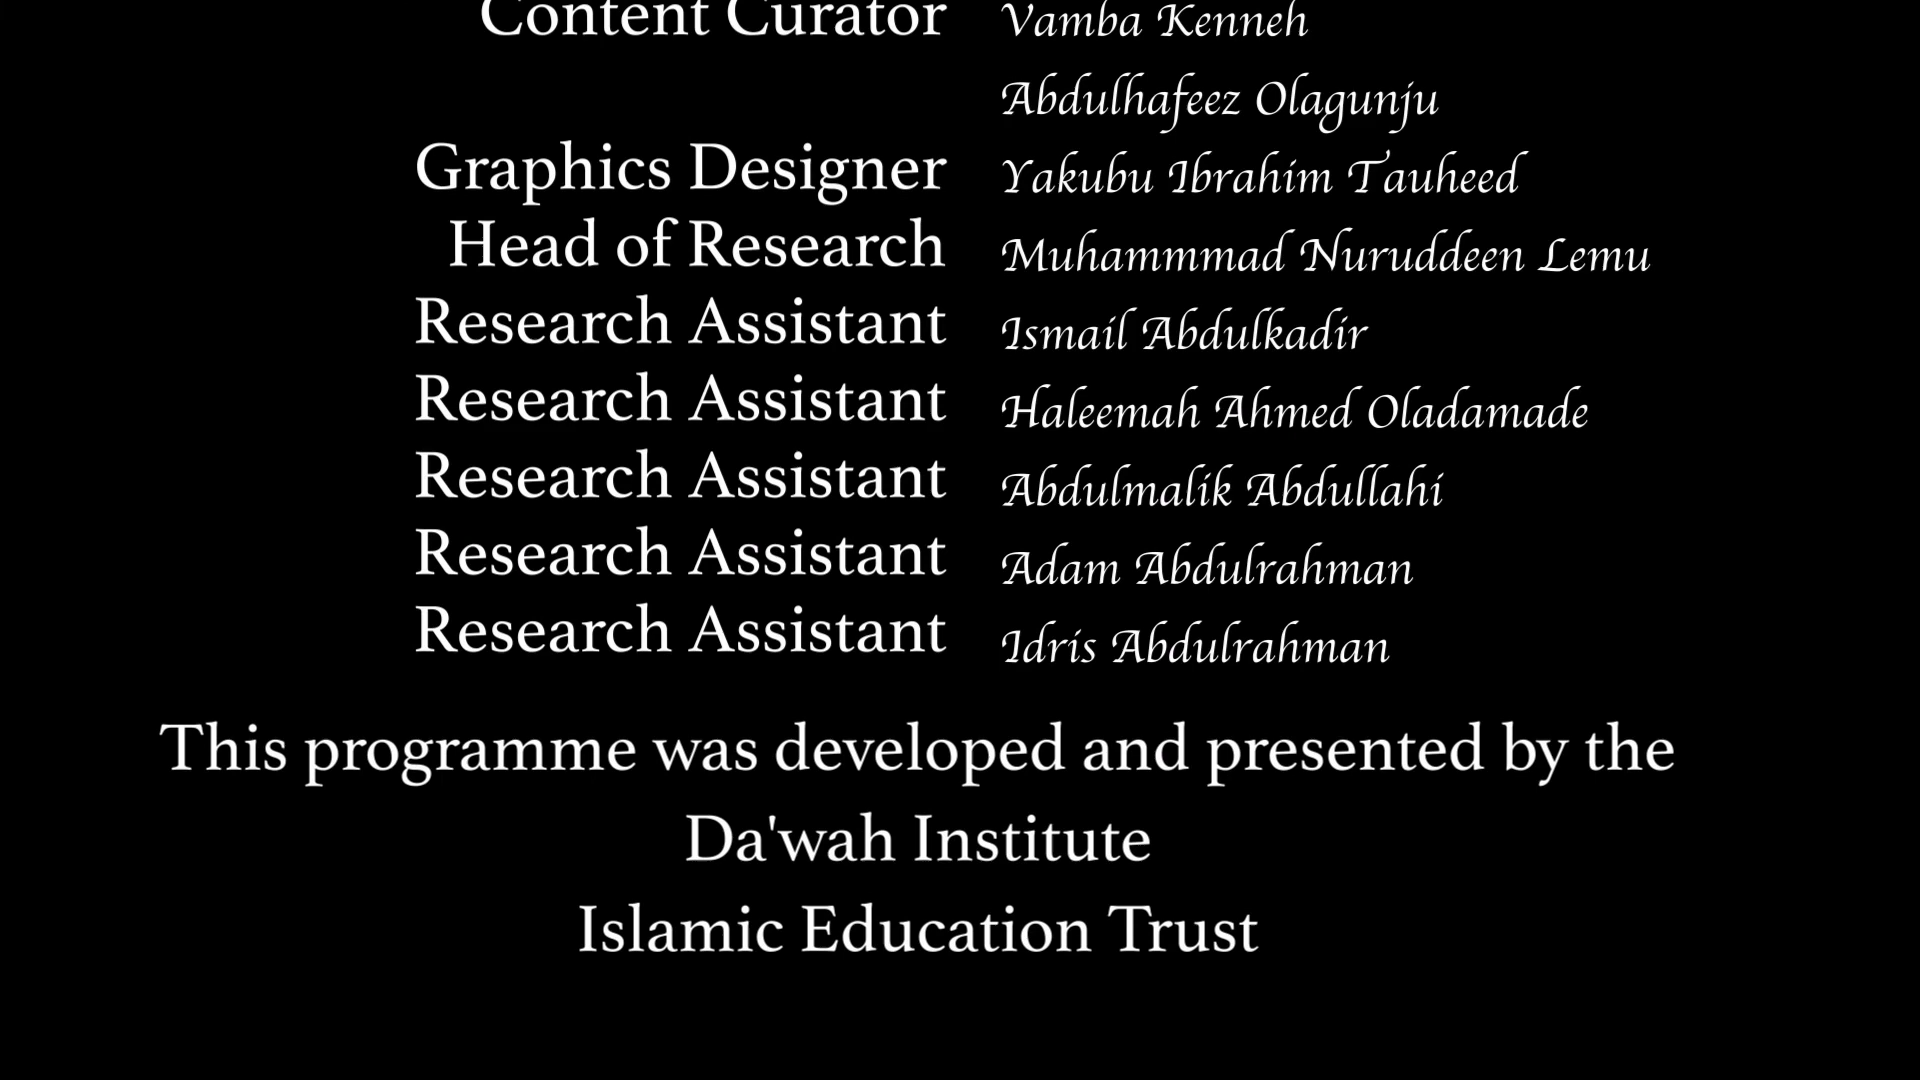 Content Curator Vamba Kenneh
Abdulhafeez Olagunju
Graphics Designer Yakubu Ibrahim Tauheed
Head of Research Muhammmad Nuruddeen Lemu
Research Assistant Ismail Abdulkadir
Research Assistant Haleemah Ahmed Oladamade
Research Assistant Abdulmalik Abdullahi
Research Assistant Adam Abdulrahman
Research Assistant Idris Abdulrahman
This programme was developed and presented by the
Da'wah Institute
Islamic Education Trust